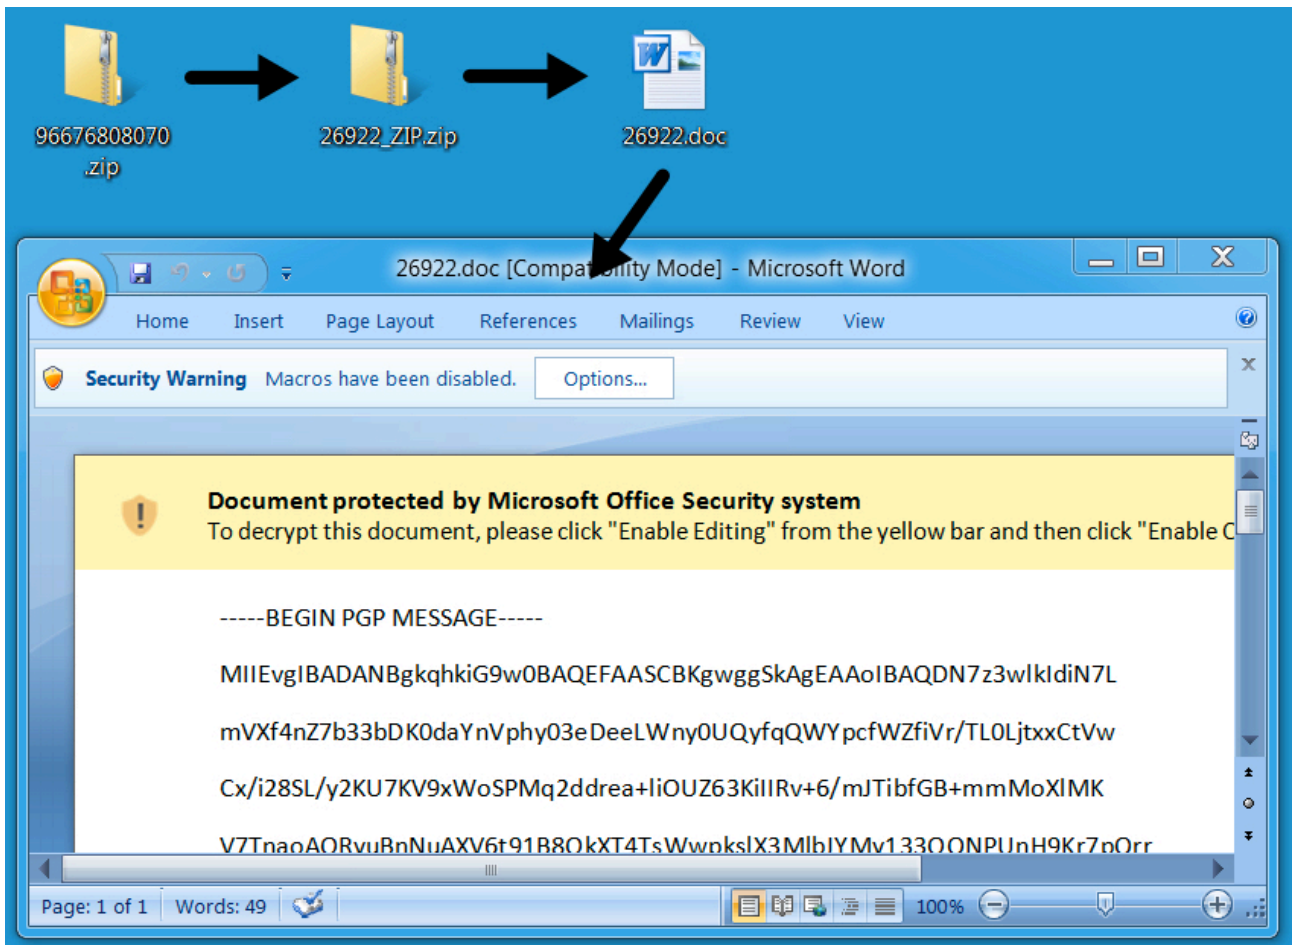 96676808070
.zip
26922_ZIP.zip
26922.doc
26922.doc [Compatibility Mode] - Microsoft Word
Home Insert Page Layout References Mailings Review View
Security Warning Macros have been disabled. Options...
Document protected by Microsoft Office Security system
To decrypt this document, please click "Enable Editing" from the yellow bar and then click "Enable C
-----BEGIN PGP MESSAGE-----
MIIEvgIBADANBgkqhkiG9w0BAQEFAASCBKgwggSkAgEAAoIBAQDN7z3wlkIdiN7L
mVXf4nZ7b33bDK0daYnVphy03eDeeLWny0UQyfqQWYpcfWZfiVr/TL0LjtxxCtVw
Cx/i28SL/y2KU7KV9xWoSPMq2ddrea+liOUZ63KiIIRv+6/mJTibfGB+mmMoXlMK
V7TnaoAORvuBnNuAXV6t91B8OkXT4TsWwpkslX3MlbJYMv133OONPUnH9Kr7pOrr
Page: 1 of 1 Words: 49 100%